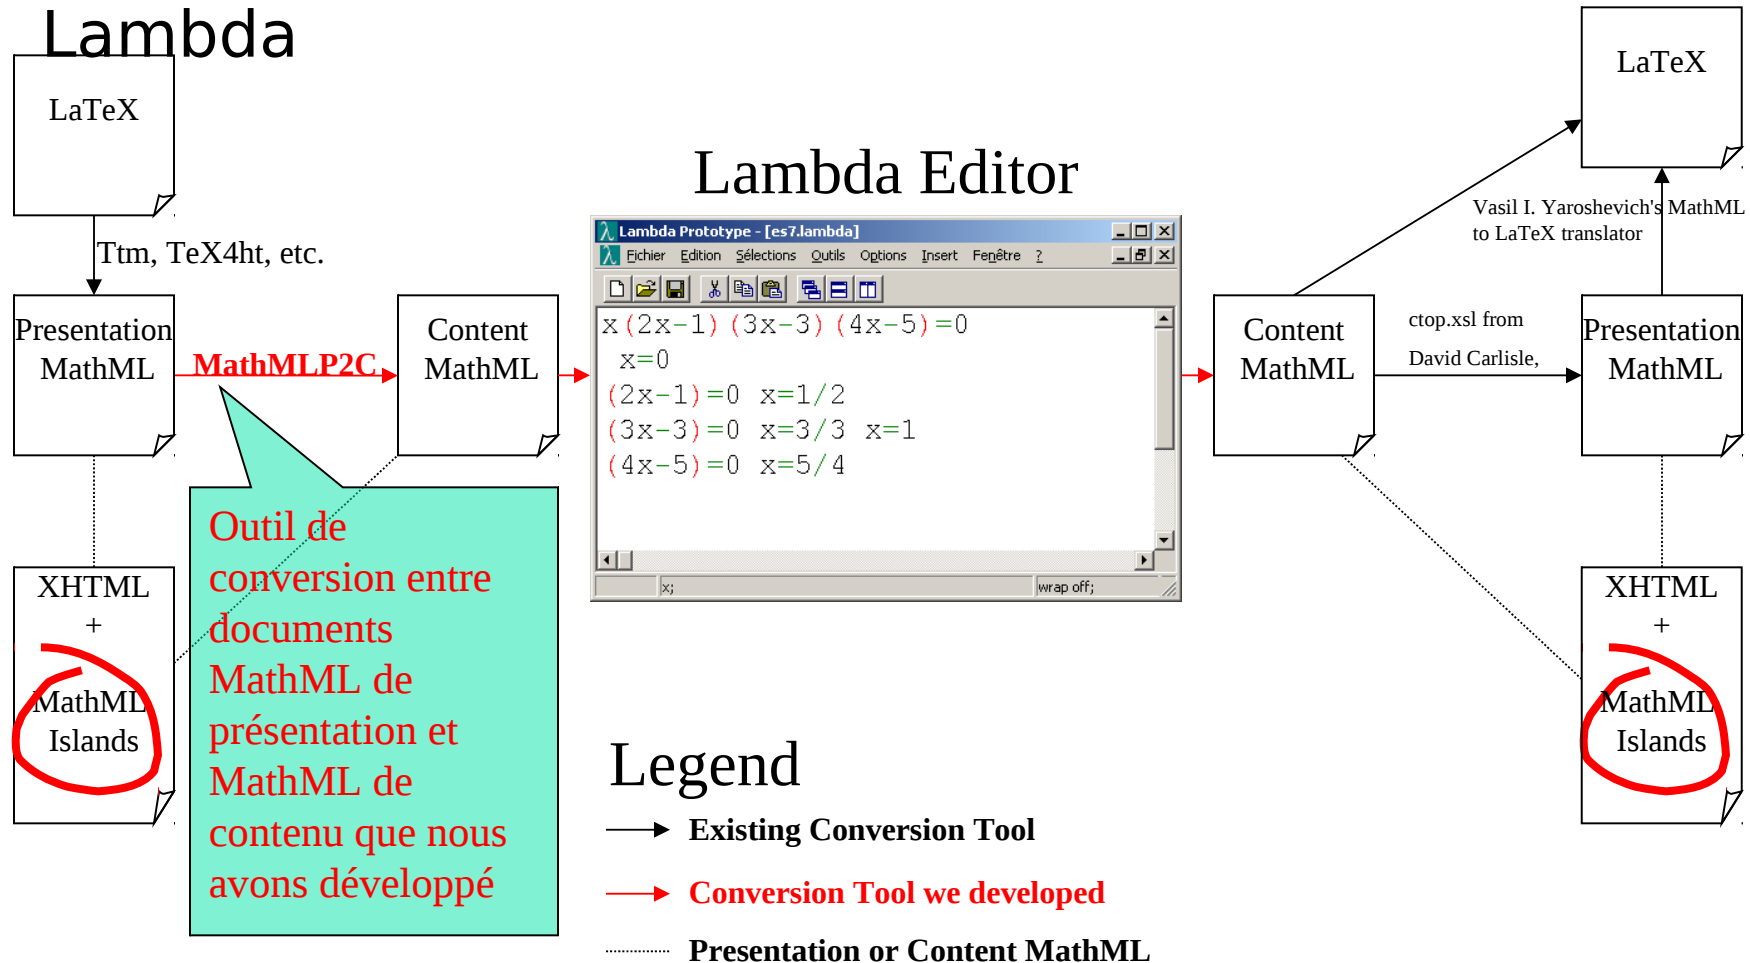 Lambda
LaTeX
Ttm, TeX4ht, etc.
Presentation
MathML
MathMLP2C
Content
MathML
XHTML
+
MathML
Islands
Outil de
conversion entre
documents
MathML de
présentation et
MathML de
contenu que nous
avons développé
Lambda Editor
Lambda Prototype - [es7.lambda]
Fichier Edition Sélections Outils Options Insert Fenêtre ?
x(2x-1)(3x-3)(4x-5)=0
x=0
(2x-1)=0 x=1/2
(3x-3)=0 x=3/3 x=1
(4x-5)=0 x=5/4
x; wrap off;
LaTeX
Vasil I. Yaroshevich's MathML
to LaTeX translator
Content
MathML
ctop.xsl from
David Carlisle,
Presentation
MathML
XHTML
+
MathML
Islands
Legend
Existing Conversion Tool
Conversion Tool we developed
Presentation or Content MathML